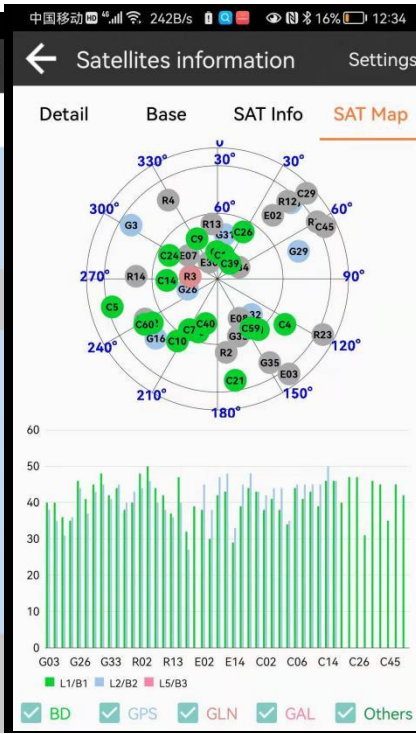 中国移动 HD 46 242B/s 16% 12:34
Satellites information Settings
Detail Base SAT Info SAT Map
0
330° 30° 30°
R4 C29
R12
300° 60° E02 60°
G3 R13 C45
G31 C26
C9
C24 E07 G29
C39
270° R14 C14 R3 90°
G26
C5
C60 E08 32
G16 C7 C40 C59 C4
240° C10 R23 120°
R2
G35
C21 E03
210° 150°
180°
60
50
40
30
20
10
0
G03 G26 G33 R02 R13 E02 E14 C02 C06 C14 C26 C45
L1/B1 L2/B2 L5/B3
BD GPS GLN GAL Others